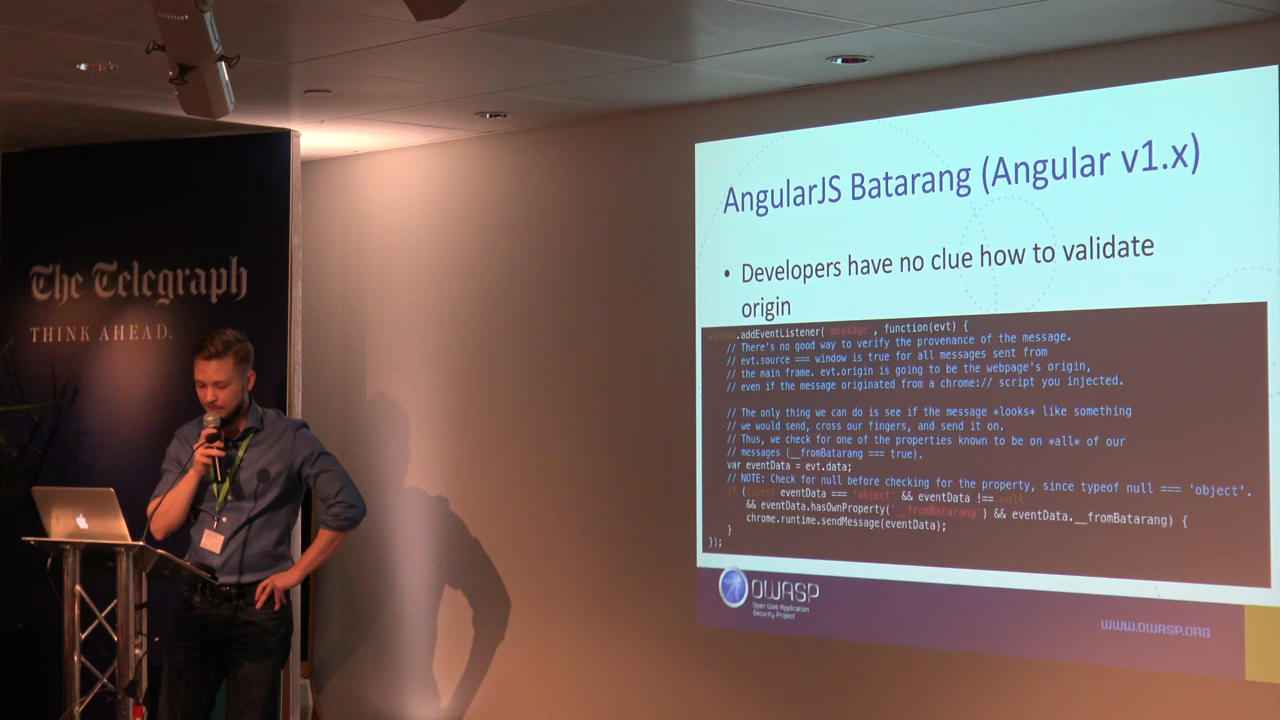 The Telegraph
THINK AHEAD.
AngularJS Batarang (Angular v1.x)
• Developers have no clue how to validate
origin
window.addEventListener('message', function(evt) {
// There's no good way to verify the provenance of the message.
// evt.source === window is true for all messages sent from
// the main frame. evt.origin is going to be the webpage's origin,
// even if the message originated from a chrome:// script you injected.
// The only thing we can do is see if the message *looks* like something
// we would send, cross our fingers, and send it on.
// Thus, we check for one of the properties known to be on *all* of our
// messages (__fromBatarang === true).
var eventData = evt.data;
// NOTE: Check for null before checking for the property, since typeof null === 'object'.
if (typeof eventData === 'object' && eventData !== null
&& eventData.hasOwnProperty('__fromBatarang') && eventData.__fromBatarang) {
chrome.runtime.sendMessage(eventData);
}
});
OWASP
Open Web Application
Security Project
WWW.OWASP.ORG